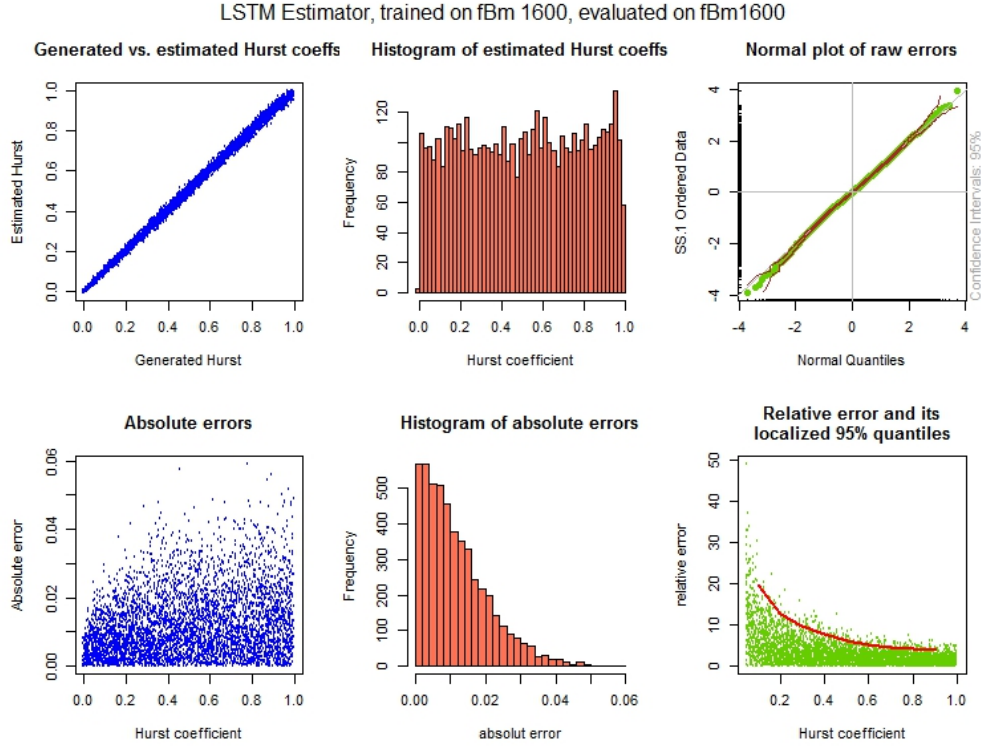 LSTM Estimator, trained on fBm 1600, evaluated on fBm1600
Generated vs. estimated Hurst coeffs
Estimated Hurst
0.0 0.2 0.4 0.6 0.8 1.0
0.0 0.2 0.4 0.6 0.8 1.0
Generated Hurst
Histogram of estimated Hurst coeffs
Frequency
0 20 40 60 80 120
0.0 0.2 0.4 0.6 0.8 1.0
Hurst coefficient
Normal plot of raw errors
SS.1 Ordered Data
-4 -2 0 2 4
-4 -2 0 2 4
Normal Quantiles
Confidence Intervals: 95%
Absolute errors
Absolute error
0.00 0.02 0.04 0.06
0.0 0.2 0.4 0.6 0.8 1.0
Hurst coefficient
Histogram of absolute errors
Frequency
0 100 200 300 400 500
0.00 0.02 0.04 0.06
absolut error
Relative error and its
localized 95% quantiles
relative error
0 10 20 30 40 50
0.0 0.2 0.4 0.6 0.8 1.0
Hurst coefficient